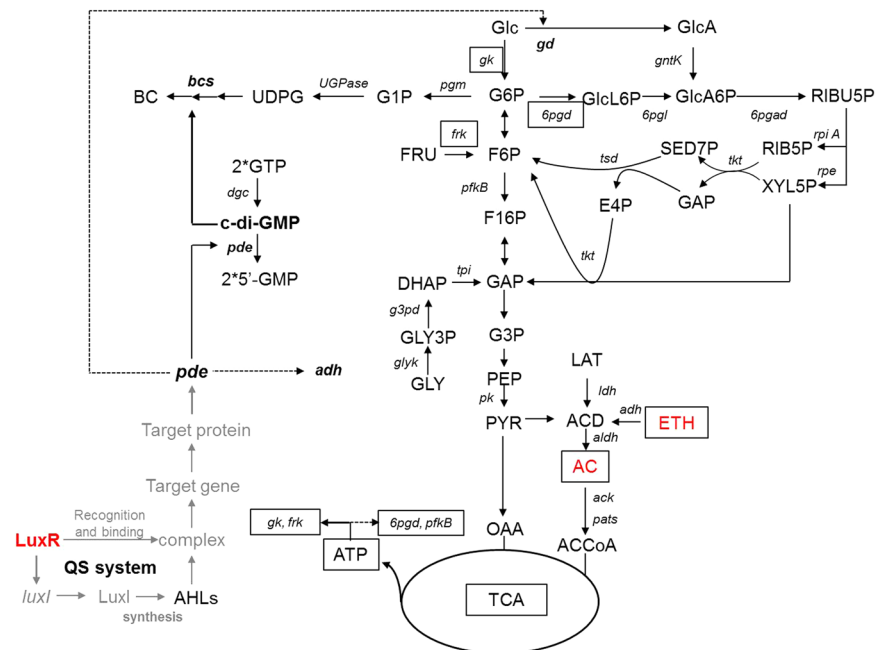 Glc
gd
GlcA
gk
gntK
BC
bcs
UDPG
UGPase
G1P
pgm
G6P
6pgd
GlcL6P
6pgl
GlcA6P
6pgad
RIBU5P
frk
FRU
F6P
tsd
SED7P
tkt
RIB5P
rpi A
rpe
XYL5P
2*GTP
dgc
pfkB
E4P
GAP
c-di-GMP
F16P
pde
tkt
2*5'-GMP
DHAP
tpi
GAP
g3pd
GLY3P
G3P
glyk
GLY
pde
adh
PEP
LAT
pk
ldh
PYR
ACD
adh
ETH
aldh
AC
Target protein
Target gene
ack
pats
Recognition
and binding
LuxR
complex
gk, frk
6pgd, pfkB
OAA
ATP
ACCoA
QS system
luxI
LuxI
AHLs
synthesis
TCA